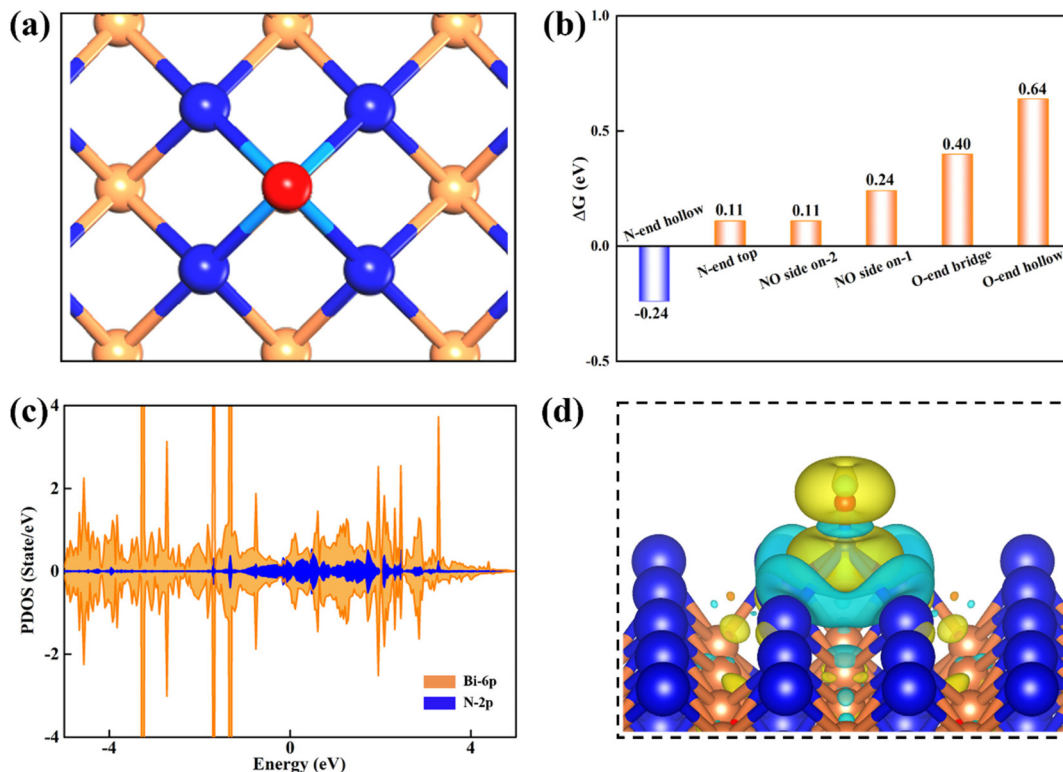 (a)
(b)
ΔG (eV)
1.0
0.5
0.0
-0.5
N-end hollow
-0.24
0.11
N-end top
0.11
NO side on-2
0.24
NO side on-1
0.40
O-end bridge
0.64
O-end hollow
(c)
PDOS (State/eV)
4
2
0
-2
-4
-4
0
4
Energy (eV)
Bi-6p
N-2p
(d)